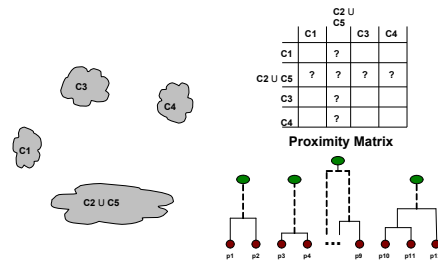 C3
C4
C1
C2 U C5
C2 U
C5
C1 C3 C4
C1 ?
C2 U C5 ? ? ? ?
C3 ?
C4 ?
Proximity Matrix
...
p1 p2 p3 p4 p9 p10 p11